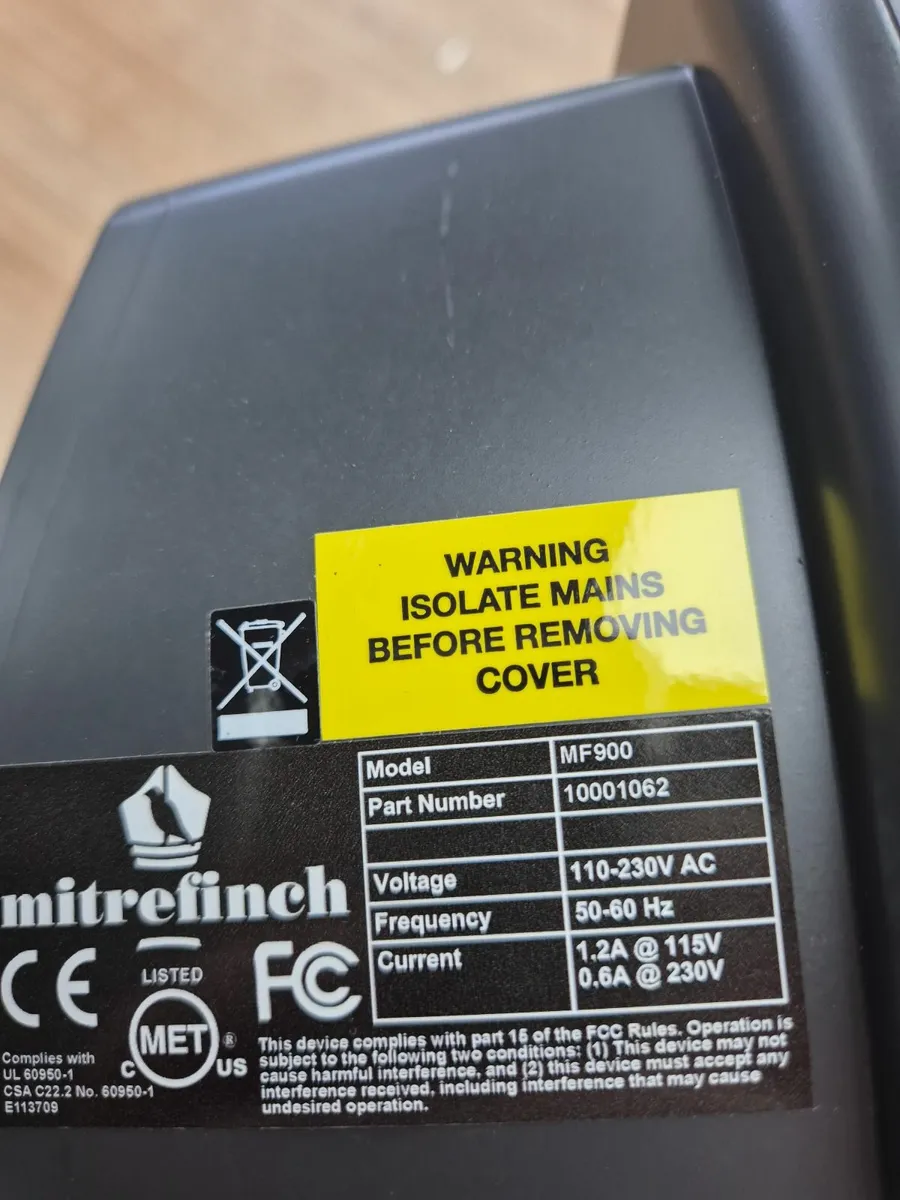 WARNING
ISOLATE MAINS
BEFORE REMOVING
COVER
Model MF900
Part Number 10001062
Voltage 110-230V AC
Frequency 50-60 Hz
Current 1.2A @ 115V
0.6A @ 230V
mitrefinch
CE
LISTED
MET
®
C US
FC
Complies with
UL 60950-1
CSA C22.2 No. 60950-1
E113709
This device complies with part 15 of the FCC Rules. Operation is
subject to the following two conditions: (1) This device may not
cause harmful interference, and (2) this device must accept any
interference received, including interference that may cause
undesired operation.